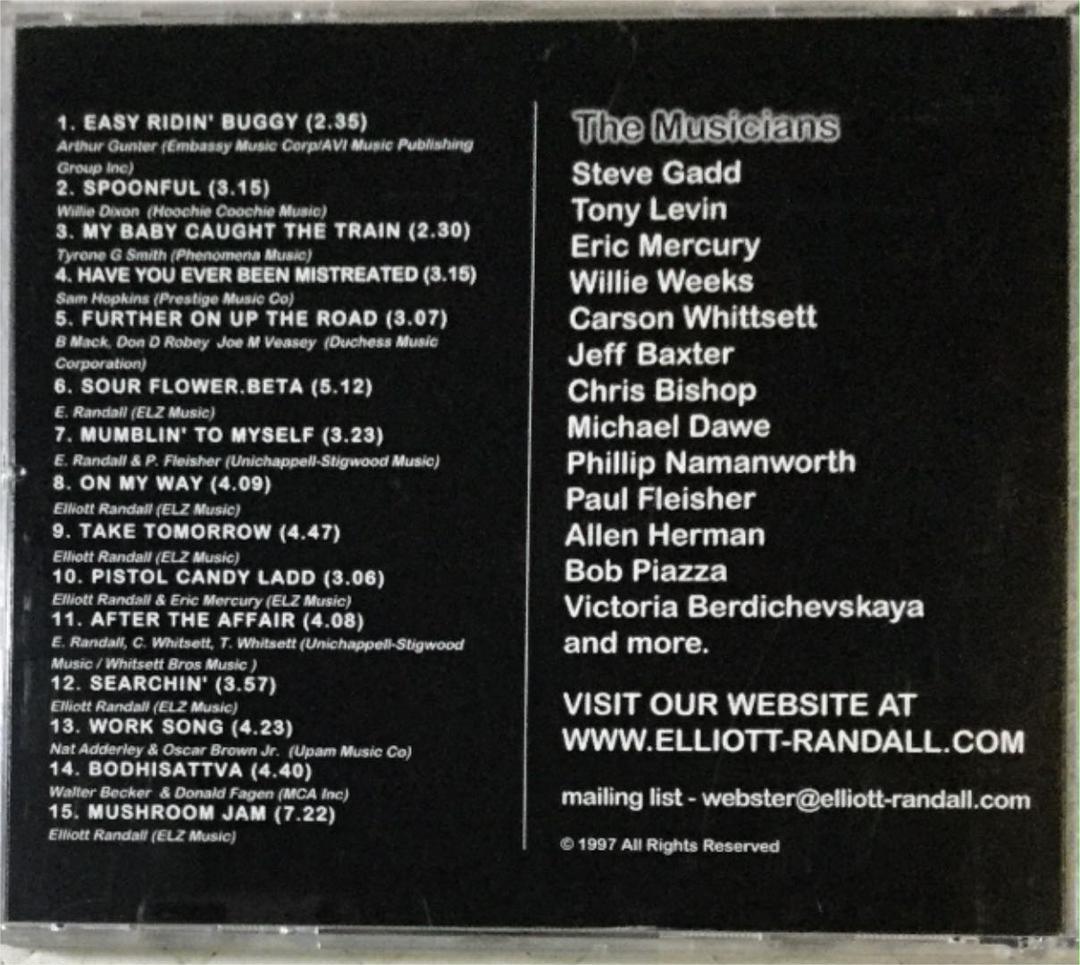 1. EASY RIDIN' BUGGY (2.35)
Arthur Gunter (Embassy Music Corp/AVI Music Publishing
Group Inc)
2. SPOONFUL (3.15)
Willie Dixon (Hoochie Coochie Music)
3. MY BABY CAUGHT THE TRAIN (2.30)
Tyrone G Smith (Phenomena Music)
4. HAVE YOU EVER BEEN MISTREATED (3.15)
Sam Hopkins (Prestige Music Co)
5. FURTHER ON UP THE ROAD (3.07)
B Mack, Don D Robey Joe M Veasey (Duchess Music
Corporation)
6. SOUR FLOWER.BETA (5.12)
E. Randall (ELZ Music)
7. MUMBLIN' TO MYSELF (3.23)
E. Randall & P. Fleisher (Unichappell-Stigwood Music)
8. ON MY WAY (4.09)
Elliott Randall (ELZ Music)
9. TAKE TOMORROW (4.47)
Elliott Randall (ELZ Music)
10. PISTOL CANDY LADD (3.06)
Elliott Randall & Eric Mercury (ELZ Music)
11. AFTER THE AFFAIR (4.08)
E. Randall, C. Whitsett, T. Whitsett (Unichappell-Stigwood
Music / Whitsett Bros Music )
12. SEARCHIN' (3.57)
Elliott Randall (ELZ Music)
13. WORK SONG (4.23)
Nat Adderley & Oscar Brown Jr. (Upam Music Co)
14. BODHISATTVA (4.40)
Walter Becker & Donald Fagen (MCA Inc)
15. MUSHROOM JAM (7.22)
Elliott Randall (ELZ Music)
The Musicians
Steve Gadd
Tony Levin
Eric Mercury
Willie Weeks
Carson Whittsett
Jeff Baxter
Chris Bishop
Michael Dawe
Phillip Namanworth
Paul Fleisher
Allen Herman
Bob Piazza
Victoria Berdichevskaya
and more.
VISIT OUR WEBSITE AT
WWW.ELLIOTT-RANDALL.COM
mailing list - webster@elliott-randall.com
© 1997 All Rights Reserved